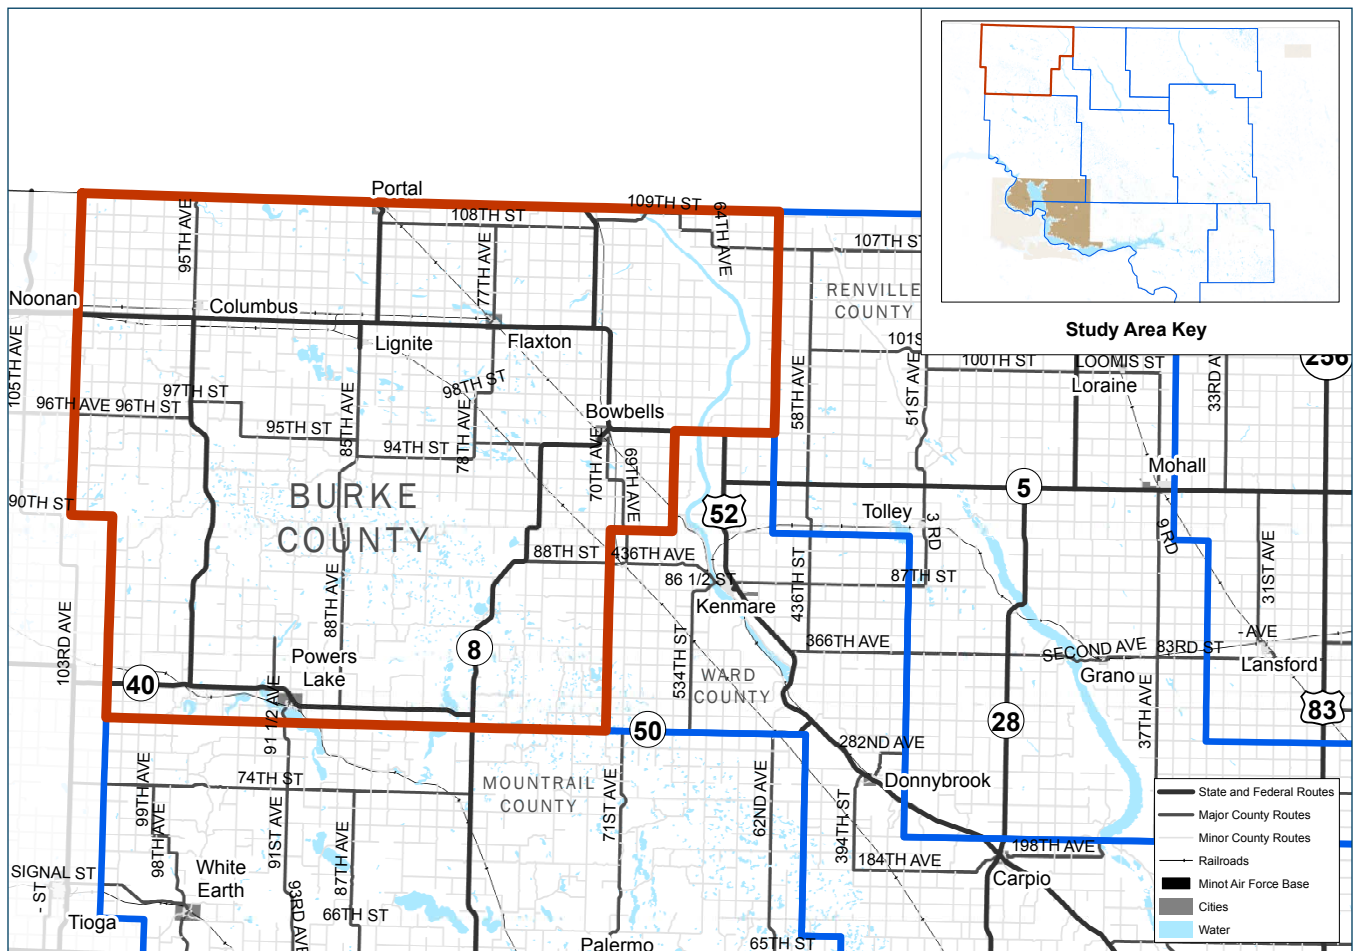 Study Area Key
Portal
109TH ST
64TH AVE
108TH ST
95TH AVE
77TH AVE
107TH ST
RENVILLE
COUNTY
Noonan
Columbus
Lignite
Flaxton
105TH AVE
58TH AVE
51ST AVE
100TH ST
LOOMIS ST
Loraine
33RD A
256
98TH ST
97TH ST
96TH AVE 96TH ST
95TH ST
85TH AVE
94TH ST
78TH AVE
Bowbells
70TH AVE
69TH AVE
Mohall
90TH ST
BURKE
COUNTY
52
5
Tolley
3 RD
9 RD
88TH ST
436TH AVE
86 1/2 ST
Kenmare
436TH ST
87TH ST
31ST AVE
103RD AVE
88TH AVE
8
366TH AVE
SECOND AVE
83RD ST
- AVE
Lansford
Grano
Powers
Lake
40
91 1/2 AVE
534TH ST
WARD
COUNTY
37TH AVE
28
83
50
282ND AVE
Donnybrook
74TH ST
MOUNTRAIL
COUNTY
99TH AVE
98TH AVE
91ST AVE
87TH AVE
71ST AVE
62ND AVE
394TH ST
184TH AVE
198TH AVE
Carpio
White
Earth
SIGNAL ST
- ST
Tioga
93RD AVE
66TH ST
Palermo
65TH ST
State and Federal Routes
Major County Routes
Minor County Routes
Railroads
Minot Air Force Base
Cities
Water